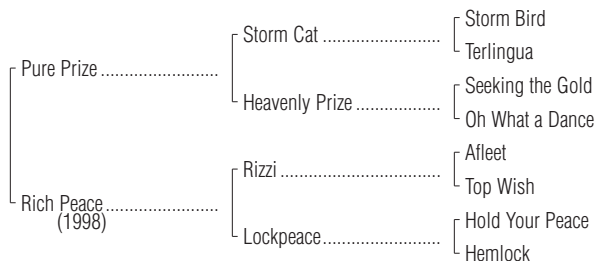 Storm Bird
Storm Cat ........................
Terlingua
Pure Prize .........................
Seeking the Gold
Heavenly Prize ..................
Oh What a Dance
Afleet
Rizzi ..................................
Top Wish
Rich Peace ........................
(1998)
Hold Your Peace
Lockpeace.........................
Hemlock